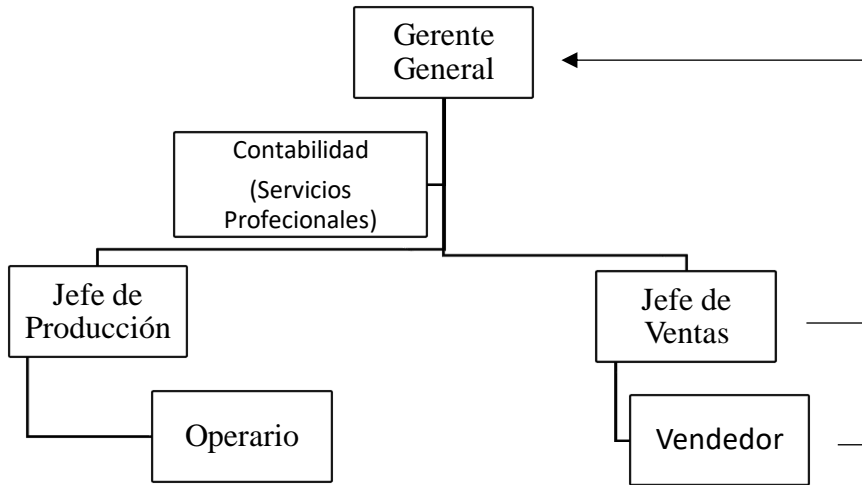 Gerente
General
Contabilidad
(Servicios
Profecionales)
Jefe de
Producción
Jefe de
Ventas
Operario
Vendedor